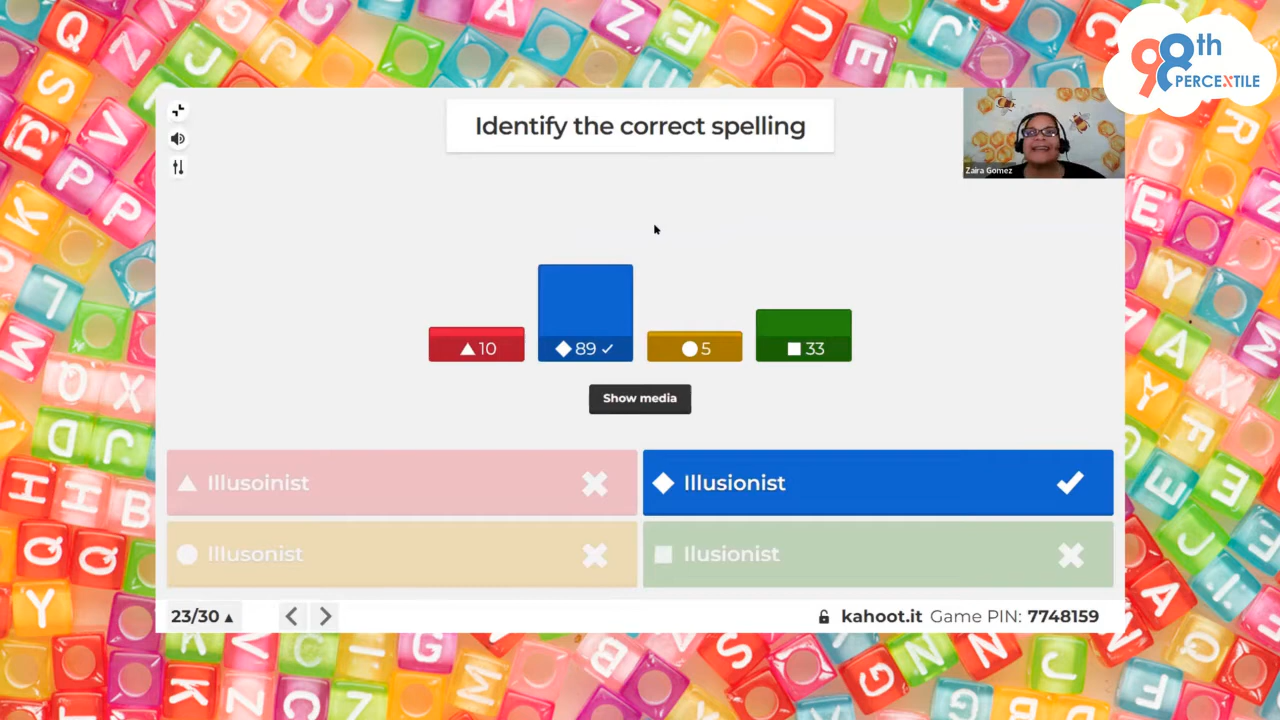 98th
PERCEXTILE
Identify the correct spelling
Zaira Gomez
10
89
5
33
Show media
Illusoinist
Illusionist
Illusonist
Ilusionist
23/30
kahoot.it Game PIN: 7748159